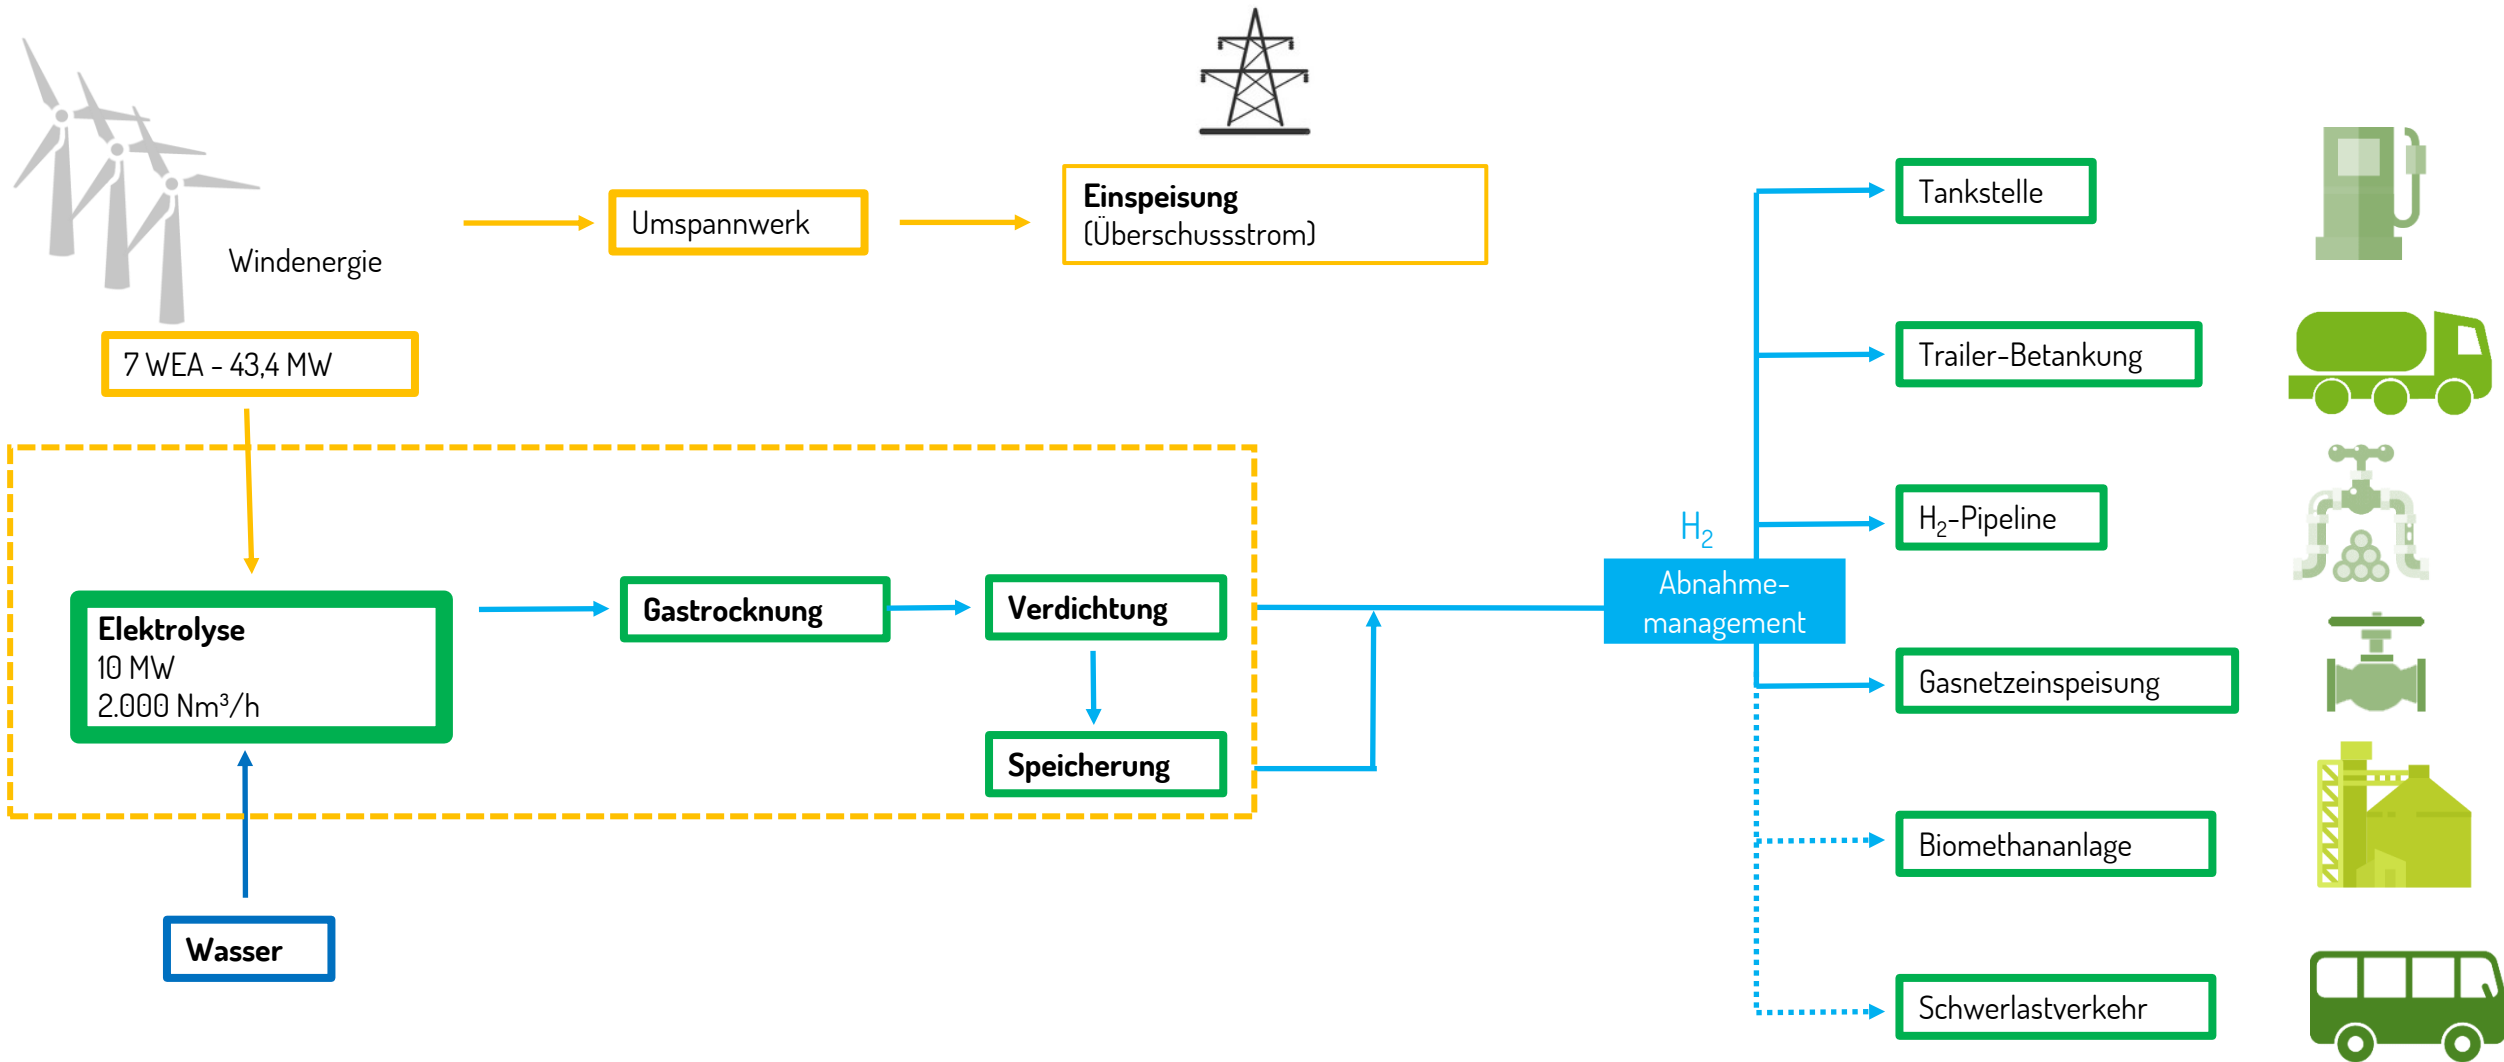 Windenergie
7 WEA - 43,4 MW
Umspannwerk
Einspeisung
(Überschussstrom)
Elektrolyse
10 MW
2.000 Nm³/h
Wasser
Gastrocknung
Verdichtung
Speicherung
H₂
Abnahme-
management
Tankstelle
Trailer-Betankung
H₂-Pipeline
Gasnetzeinspeisung
Biomethananlage
Schwerlastverkehr